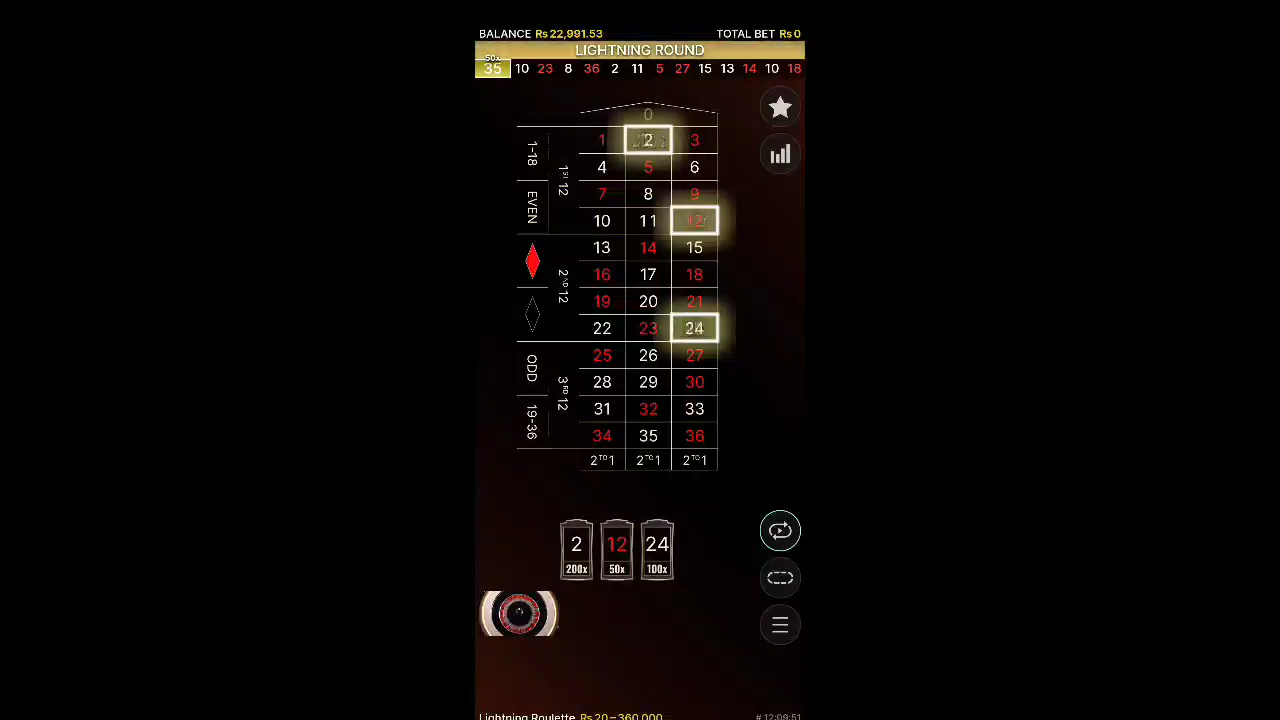 BALANCE Rs 22,991.53 TOTAL BET Rs 0
LIGHTNING ROUND
50x
35 10 23 8 36 2 11 5 27 15 13 14 10 18
0
1 2 3
4 5 6
7 8 9
10 11 12
13 14 15
16 17 18
19 20 21
22 23 24
25 26 27
28 29 30
31 32 33
34 35 36
2 TO 1 2 TO 1 2 TO 1
1-18
EVEN
ODD
19-36
1ST 12
2ND 12
3RD 12
2 12 24
200x 50x 100x
Lightning Roulette Rs 20-360,000
# 12:09:51